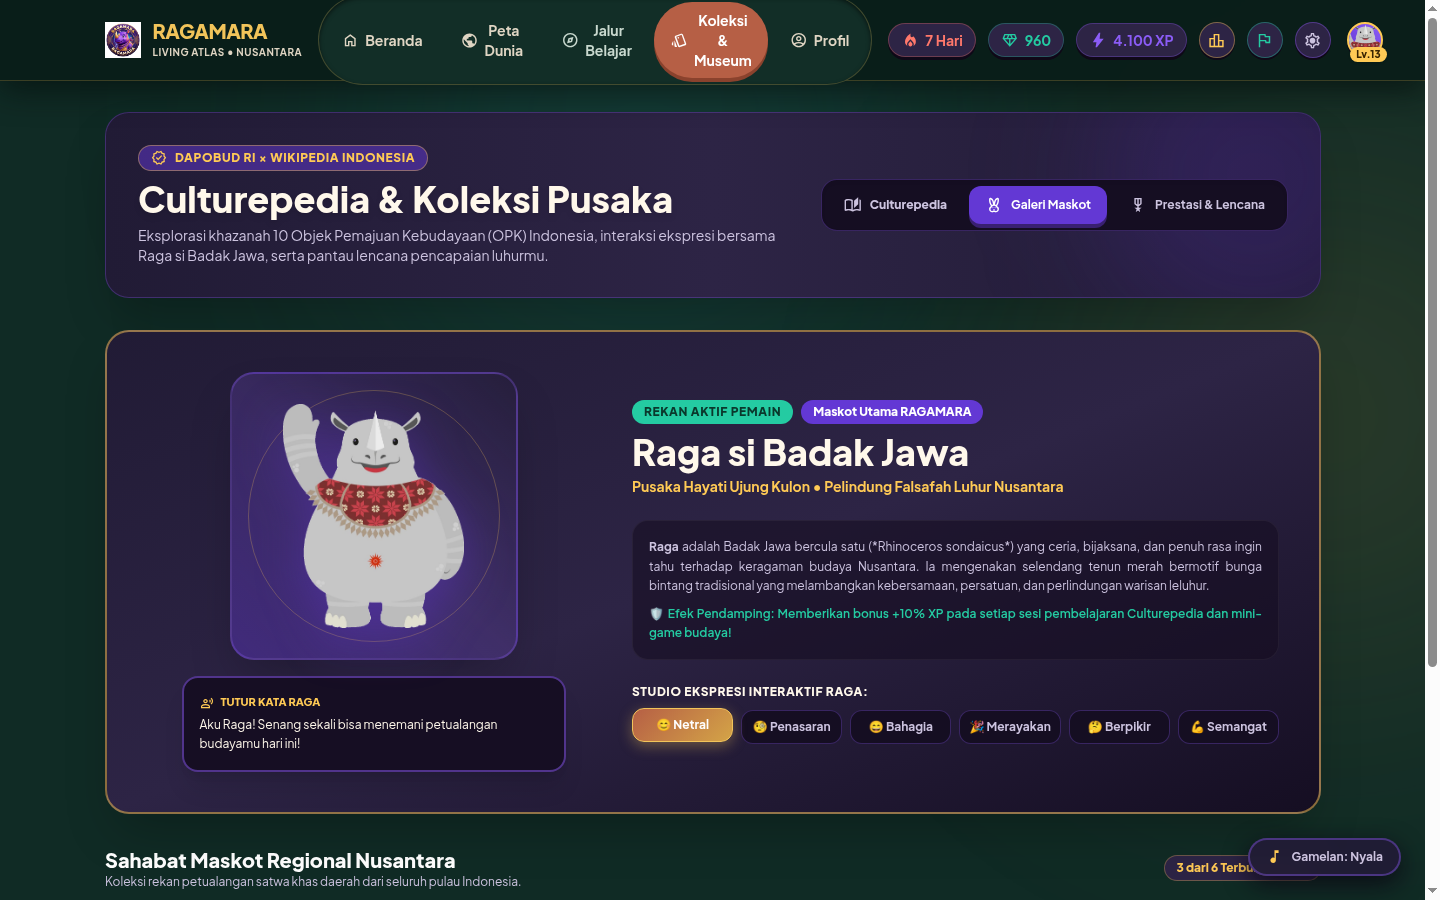 RAGAMARA
LIVING ATLAS • NUSANTARA
Beranda
Peta
Dunia
Jalur
Belajar
Koleksi
&
Museum
Profil
7 Hari
960
4.100 XP
Lv.13
DAPOBUD RI × WIKIPEDIA INDONESIA
Culturepedia & Koleksi Pusaka
Eksplorasi khazanah 10 Objek Pemajuan Kebudayaan (OPK) Indonesia, interaksi ekspresi bersama
Raga si Badak Jawa, serta pantau lencana pencapaian luhurmu.
Culturepedia
Galeri Maskot
Prestasi & Lencana
REKAN AKTIF PEMAIN
Maskot Utama RAGAMARA
Raga si Badak Jawa
Pusaka Hayati Ujung Kulon • Pelindung Falsafah Luhur Nusantara
Raga adalah Badak Jawa bercula satu (*Rhinoceros sondaicus*) yang ceria, bijaksana, dan penuh rasa ingin
tahu terhadap keragaman budaya Nusantara. Ia mengenakan selendang tenun merah bermotif bunga
bintang tradisional yang melambangkan kebersamaan, persatuan, dan perlindungan warisan leluhur.
🛡️ Efek Pendamping: Memberikan bonus +10% XP pada setiap sesi pembelajaran Culturepedia dan mini-
game budaya!
TUTUR KATA RAGA
Aku Raga! Senang sekali bisa menemani petualangan
budayamu hari ini!
STUDIO EKSPRESI INTERAKTIF RAGA:
😊 Netral
🧐 Penasaran
😄 Bahagia
🎉 Merayakan
🤔 Berpikir
💪 Semangat
Sahabat Maskot Regional Nusantara
Koleksi rekan petualangan satwa khas daerah dari seluruh pulau Indonesia.
3 dari 6
Gamelan: Nyala